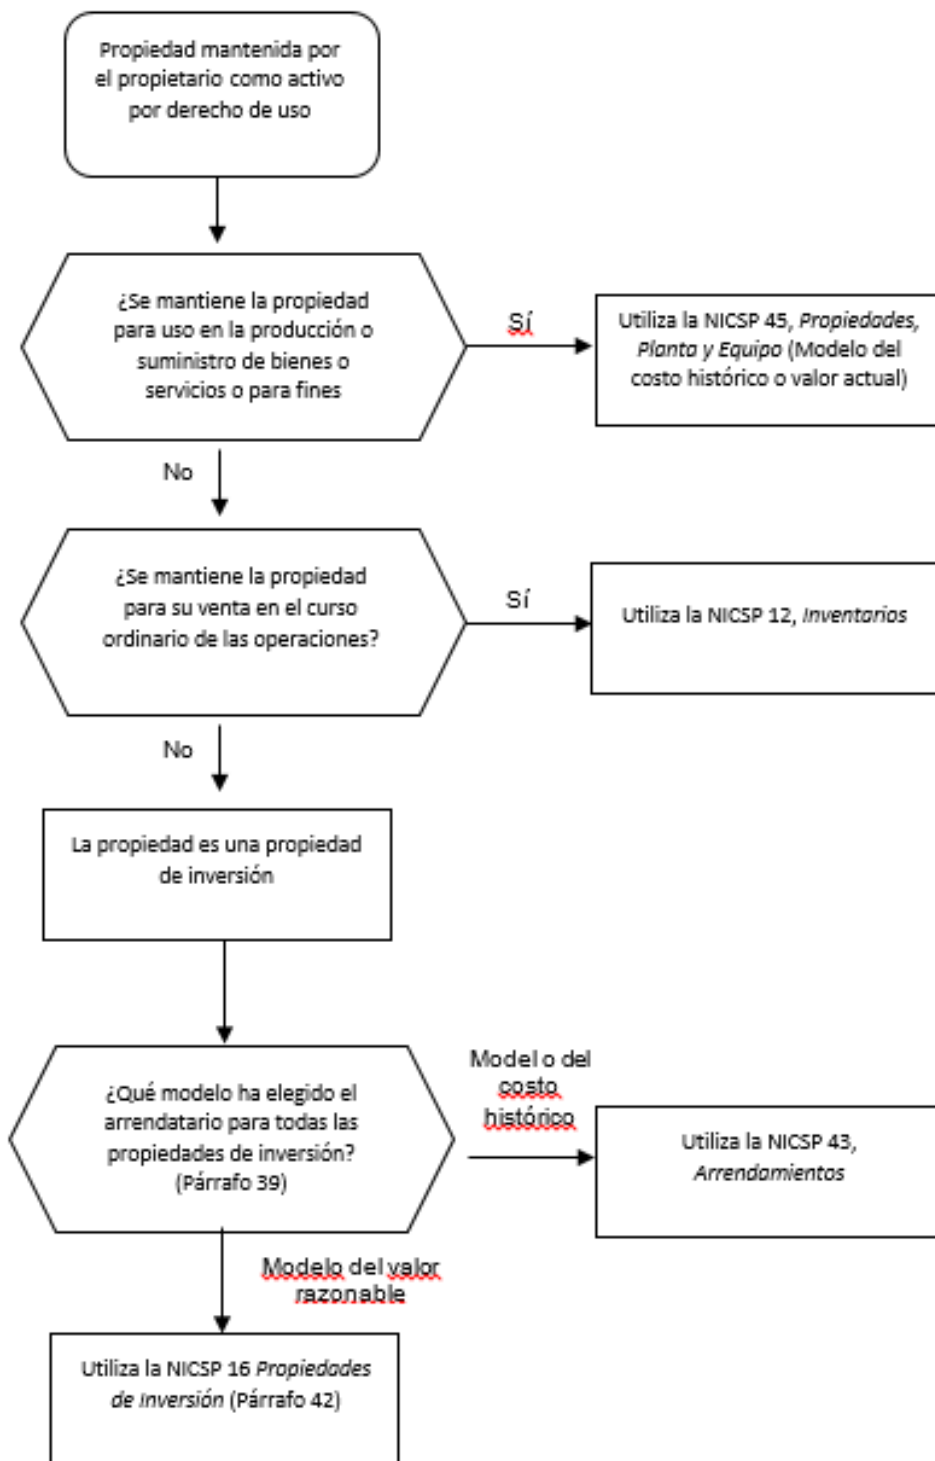 Propiedad mantenida por
el propietario como activo
por derecho de uso
¿Se mantiene la propiedad
para uso en la producción o
suministro de bienes o
servicios o para fines
Sí
Utiliza la NICSP 45, Propiedades,
Planta y Equipo (Modelo del
costo histórico o valor actual)
No
¿Se mantiene la propiedad
para su venta en el curso
ordinario de las operaciones?
Sí
Utiliza la NICSP 12, Inventarios
No
La propiedad es una propiedad
de inversión
¿Qué modelo ha elegido el
arrendatario para todas las
propiedades de inversión?
(Párrafo 39)
Model o del
costo
histórico
Utiliza la NICSP 43,
Arrendamientos
Modelo del valor
razonable
Utiliza la NICSP 16 Propiedades
de Inversión (Párrafo 42)